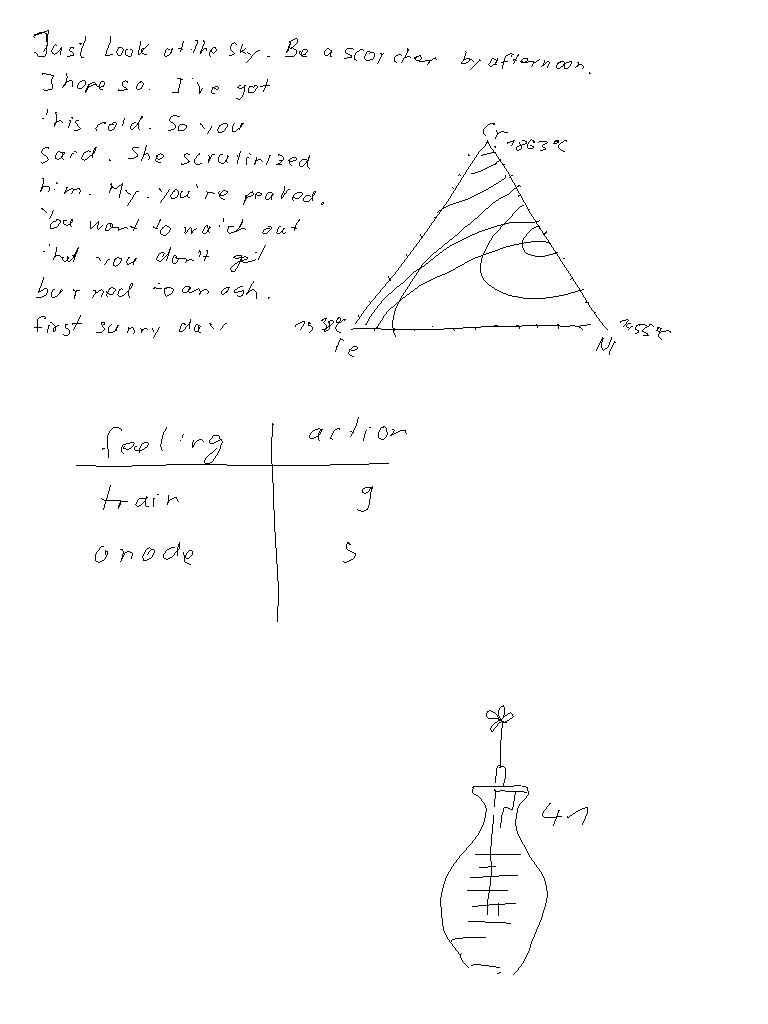 Just Look at the sky. Be a scorcher by afternoon.
I hope so. I've got
this cold. So you
said. She scrutinized
him. My. you're peaked.
You want to watch out
that you don't get
burned to an ash.
first sunny day
Cr
1863°C
1538°C
Fe
1455°C
Ni
feeling action
train g
anode s
41